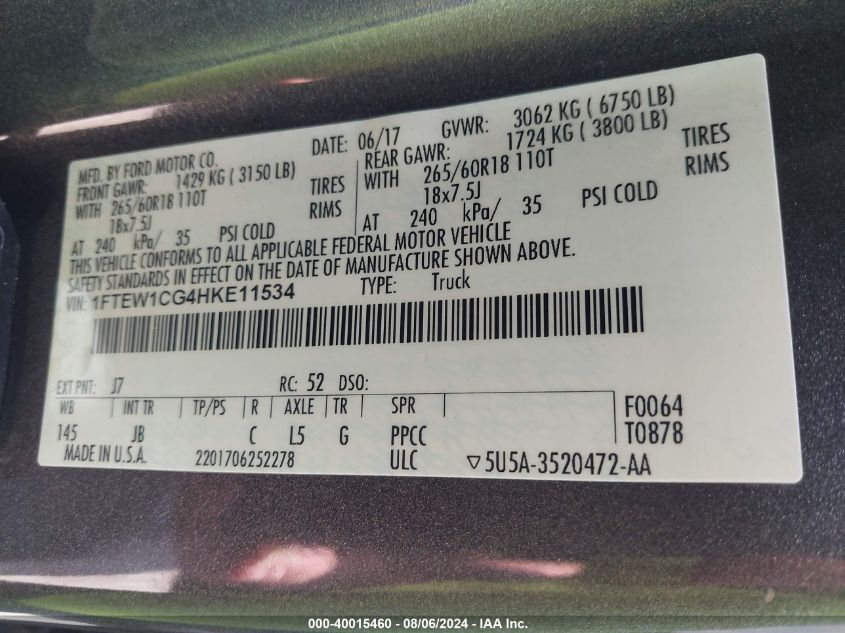 MFD. BY FORD MOTOR CO.
DATE: 06/17 GVWR: 3062 KG ( 6750 LB)
FRONT GAWR: 1429 KG ( 3150 LB)
REAR GAWR: 1724 KG ( 3800 LB)
WITH 265/60R18 110T TIRES
WITH 265/60R18 110T TIRES
18x7.5J RIMS
18x7.5J RIMS
AT 240 kPa/ 35 PSI COLD
AT 240 kPa/ 35 PSI COLD
THIS VEHICLE CONFORMS TO ALL APPLICABLE FEDERAL MOTOR VEHICLE
SAFETY STANDARDS IN EFFECT ON THE DATE OF MANUFACTURE SHOWN ABOVE.
VIN: 1FTEW1CG4HKE11534 TYPE: Truck
EXT PNT: J7 RC: 52 DSO:
WB INT TR TP/PS R AXLE TR SPR F0064
145 JB C L5 G PPCC T0878
MADE IN U.S.A. 2201706252278 ULC ▽5U5A-3520472-AA
000-40015460 - 08/06/2024 - IAA Inc.